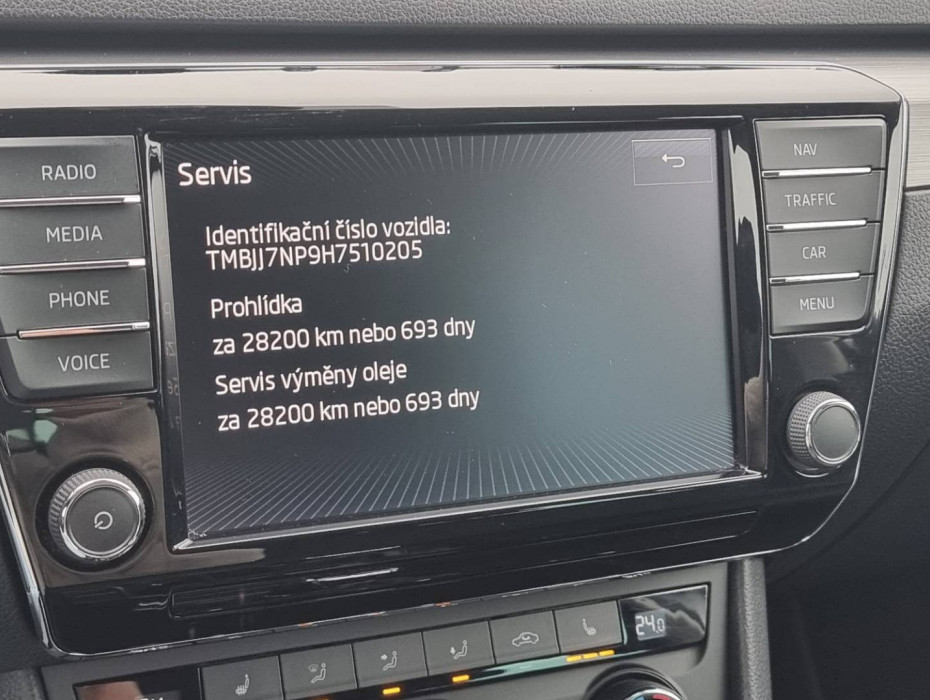 Servis
RADIO
MEDIA
PHONE
VOICE
Identifikační číslo vozidla:
TMBJJ7NP9H7510205
Prohlídka
za 28200 km nebo 693 dny
Servis výměny oleje
za 28200 km nebo 693 dny
NAV
TRAFFIC
CAR
MENU
24.0